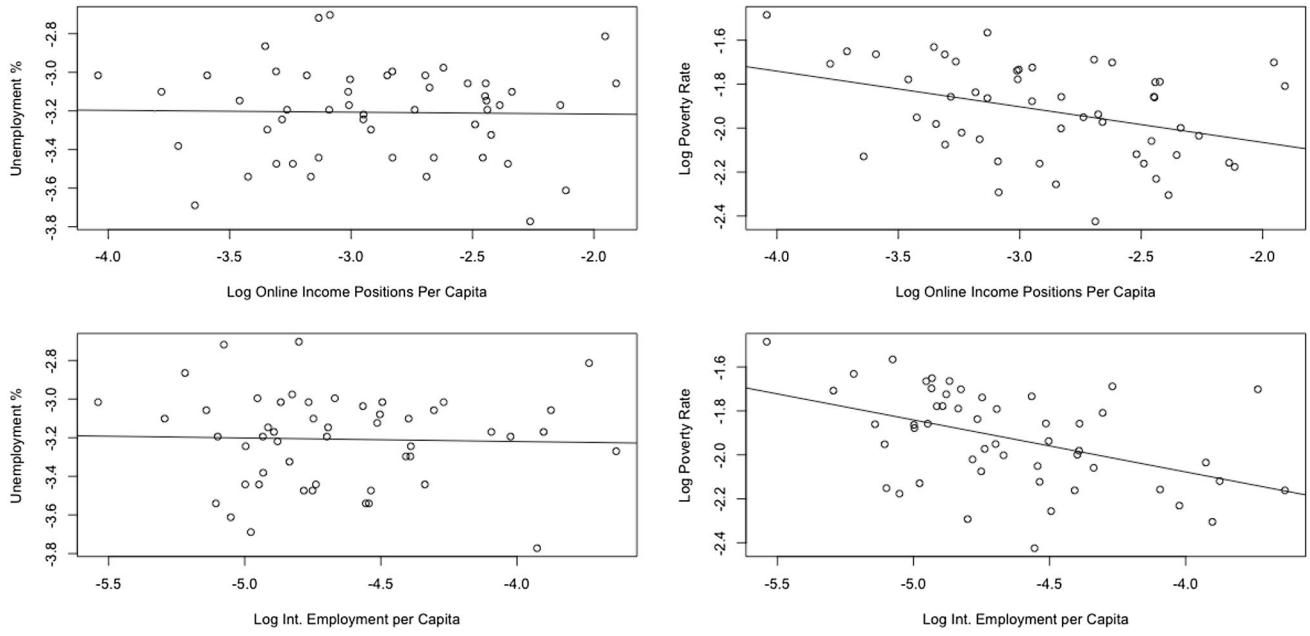 Unemployment %
-2.8
-3.0
-3.2
-3.4
-3.6
-3.8
-4.0 -3.5 -3.0 -2.5 -2.0
Log Online Income Positions Per Capita
Log Poverty Rate
-1.6
-1.8
-2.0
-2.2
-2.4
-4.0 -3.5 -3.0 -2.5 -2.0
Log Online Income Positions Per Capita
Unemployment %
-2.8
-3.0
-3.2
-3.4
-3.6
-3.8
-5.5 -5.0 -4.5 -4.0
Log Int. Employment per Capita
Log Poverty Rate
-1.6
-1.8
-2.0
-2.2
-2.4
-5.5 -5.0 -4.5 -4.0
Log Int. Employment per Capita